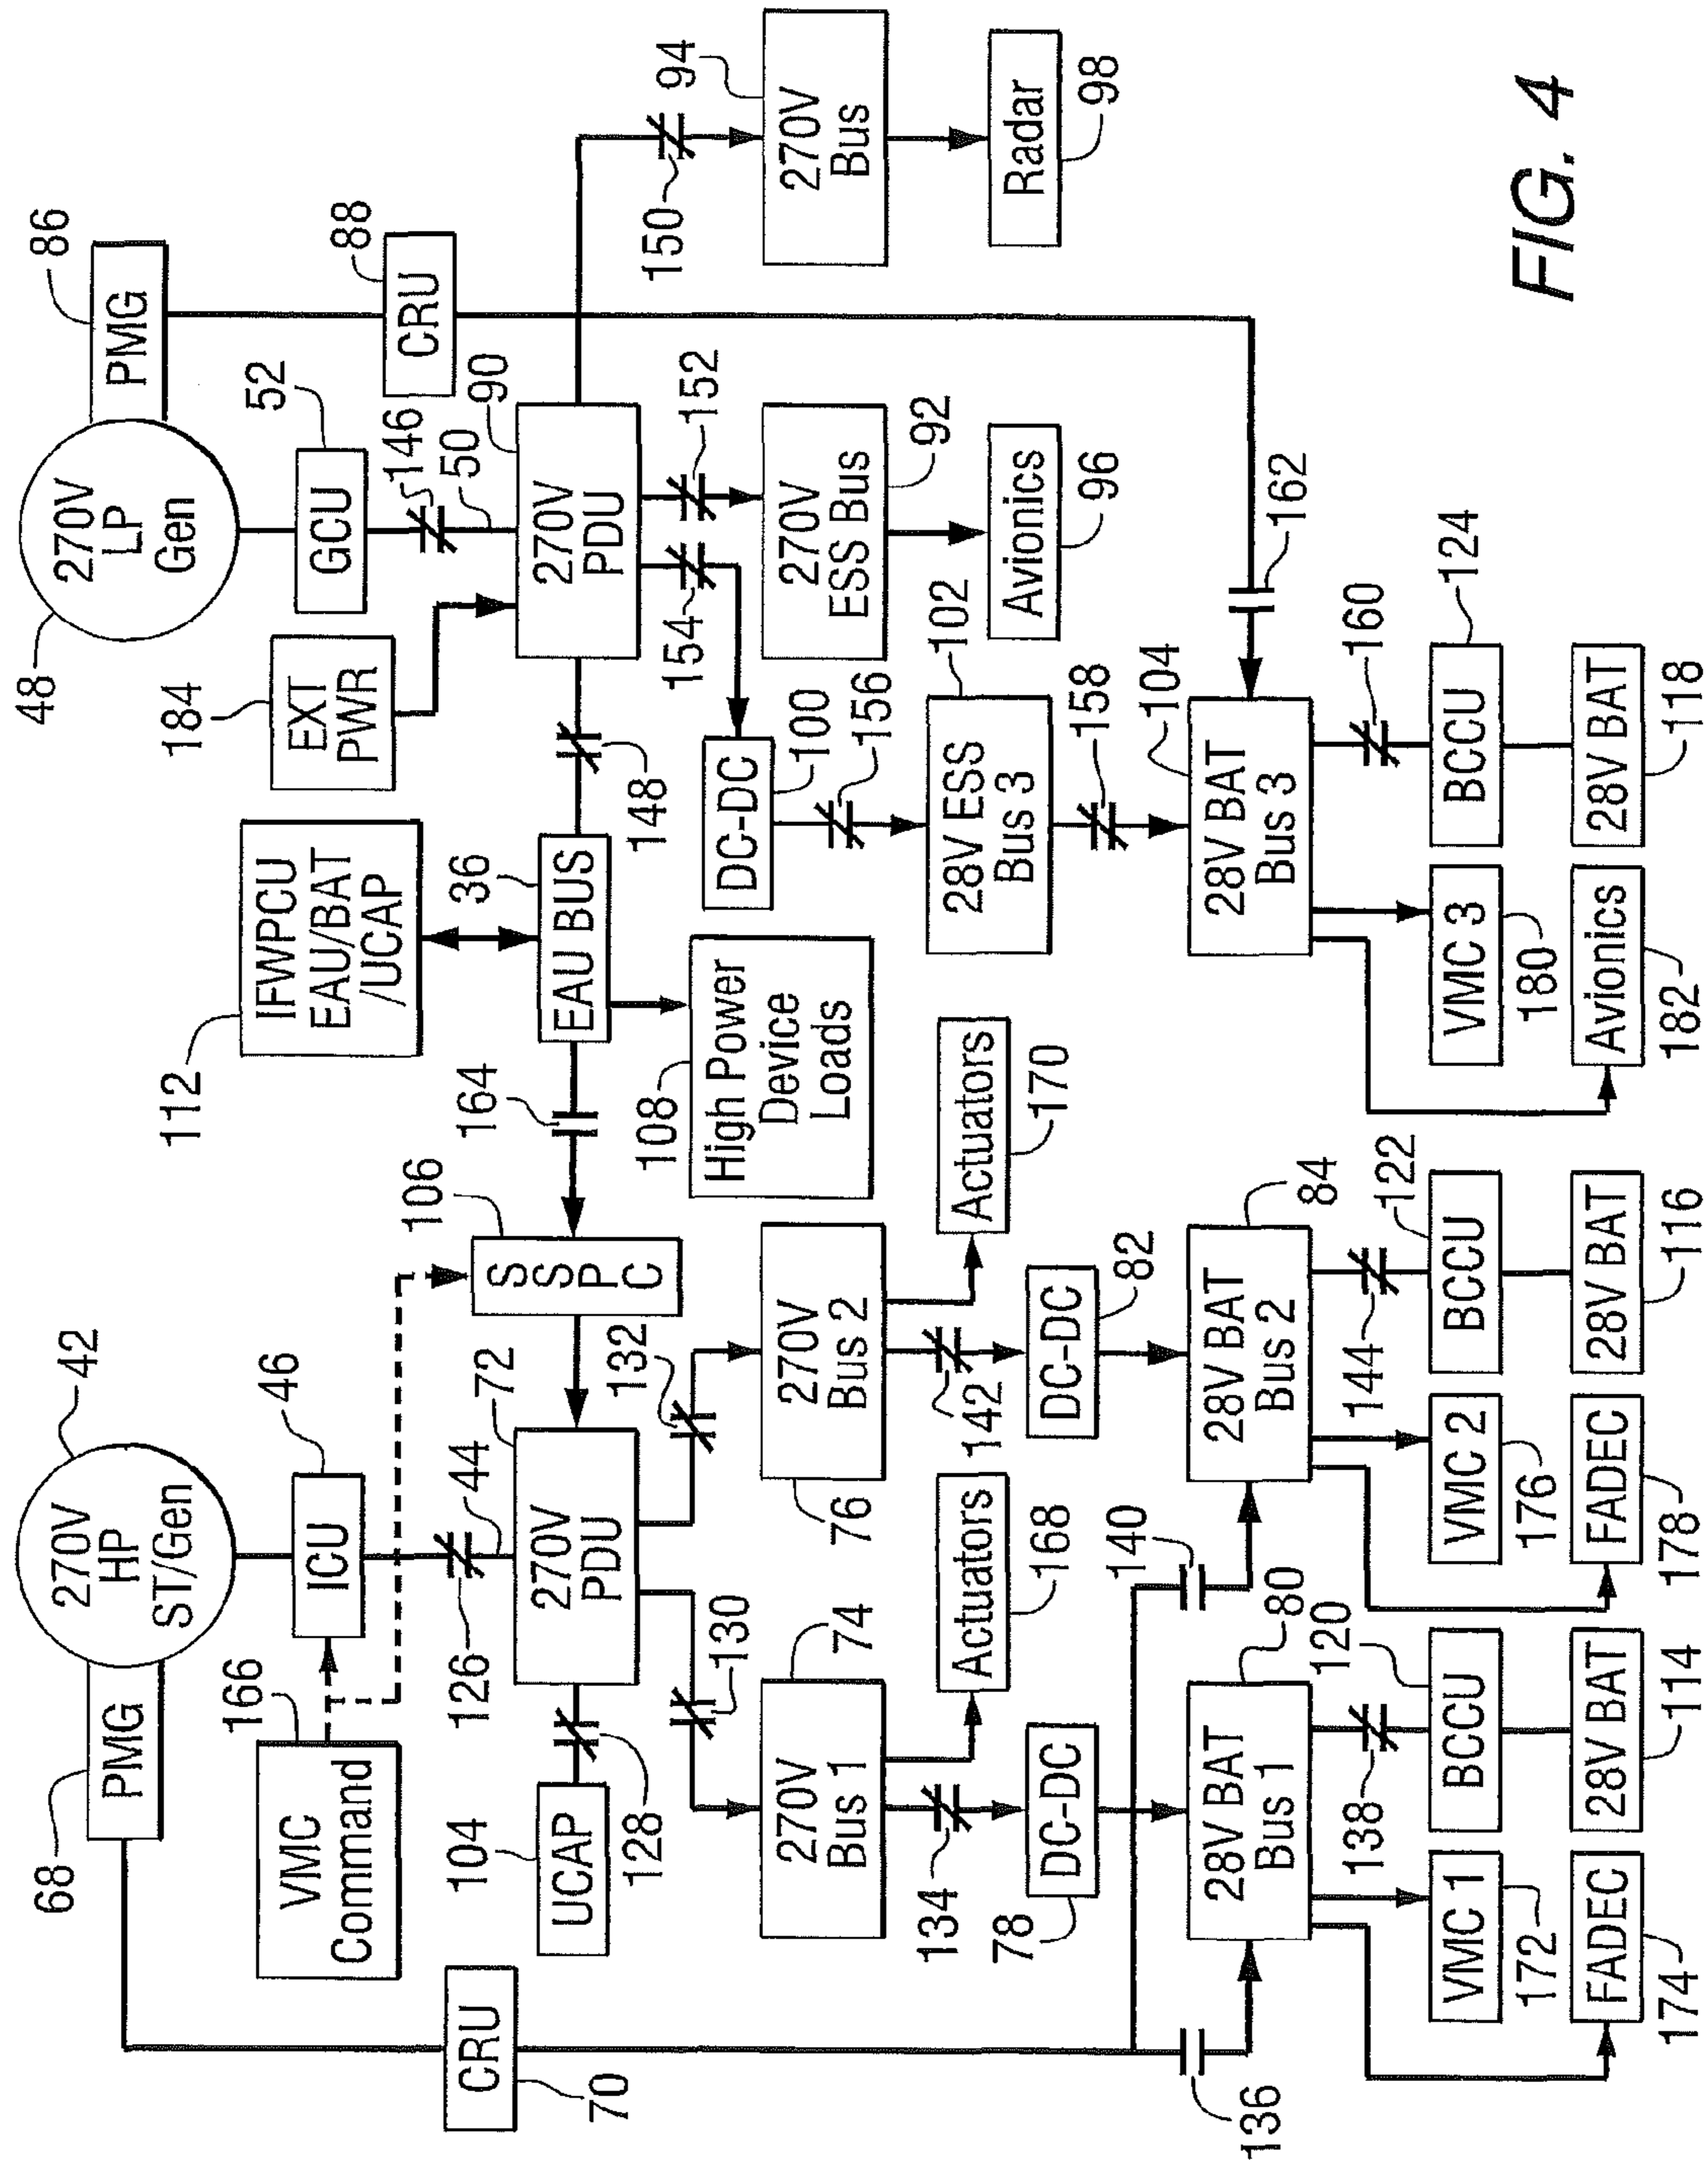 42
270V
HP
ST/Gen
68
PMG
46
ICU
166
VMC
Command
70
CRU
126
44
72
270V
PDU
104
UCAP
128
106
S
S
P
C
164
130
132
74
270V
Bus 1
76
270V
Bus 2
134
142
Actuators
168
Actuators
170
78
DC-DC
DC-DC
82
136
140
80
28V BAT
Bus 1
84
28V BAT
Bus 2
138
120
144
122
VMC 1
172
BCCU
VMC 2
176
BCCU
FADEC
174
28V BAT
114
FADEC
178
28V BAT
116
48
270V
LP
Gen
PMG
86
184
EXT
PWR
52
GCU
88
CRU
112
IFWPCU
EAU/BAT
/UCAP
146
50
90
270V
PDU
36
EAU BUS
148
108
High Power
Device
Loads
154
152
150
94
270V
Bus
Radar
98
100
DC-DC
270V
ESS Bus
92
156
102
Avionics
96
28V ESS
Bus 3
158
162
104
28V BAT
Bus 3
160
124
VMC 3
180
BCCU
Avionics
182
28V BAT
118
FIG. 4